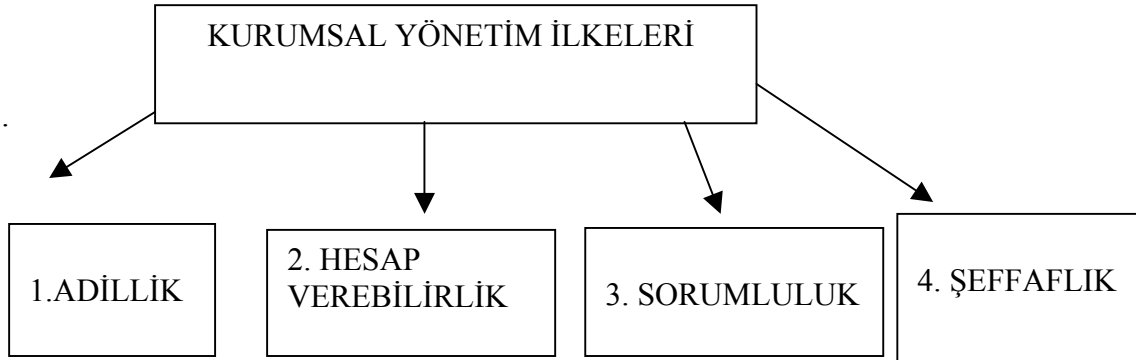 KURUMSAL YÖNETİM İLKELERİ
.
1.ADİLLİK
2. HESAP
VEREBİLİRLİK
3. SORUMLULUK
4. ŞEFFAFLIK